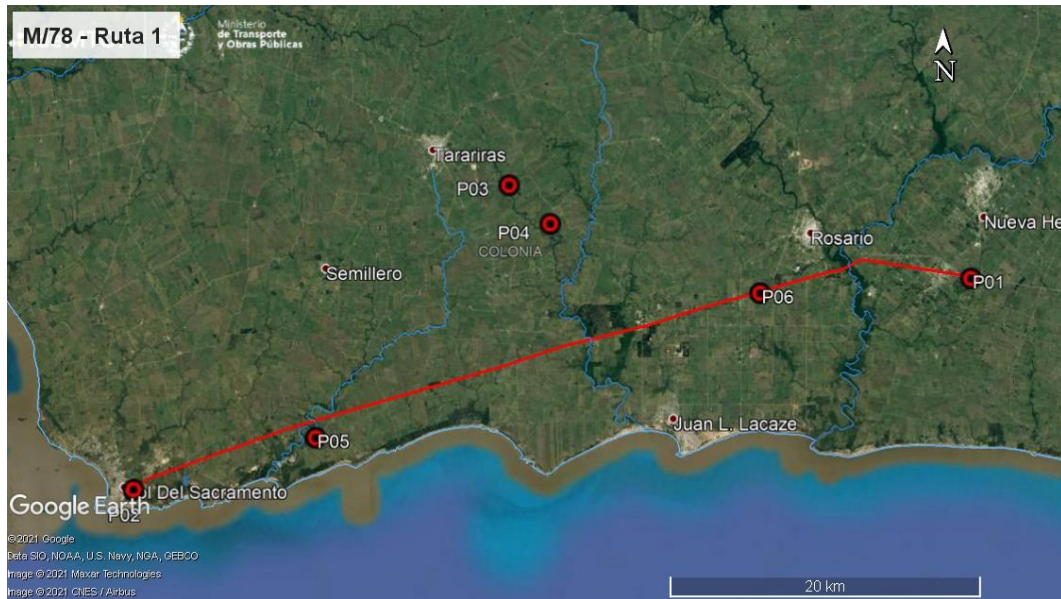 M/78 - Ruta 1
Ministerio
de Transporte
y Obras Públicas
N
Tarariras
P03
P04
COLONIA
Rosario
Nueva He
Semillero
P01
P06
Juan L. Lacaze
P05
ol Del Sacramento
P02
Google Earth
©2021 Google
Data SIO, NOAA, U.S. Navy, NGA, GEBCO
Image © 2021 Maxar Technologies
Image © 2021 CNES / Airbus
20 km